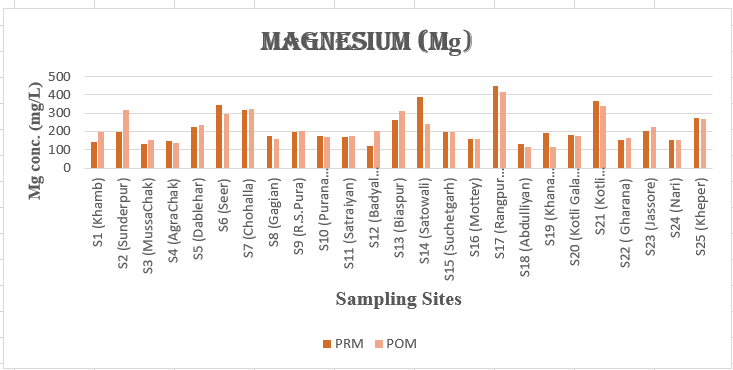 MAGNESIUM (Mg)
Mg conc. (mg/L)
500
400
300
200
100
0
S1 (Khamb)
S2 (Sunderpur)
S3 (MussaChak)
S4 (AgraChak)
S5 (Dablehar)
S6 (Seer)
S7 (Chohalla)
S8 (Gagian)
S9 (R.S.Pura)
S10 (Purana...
S11 (Satraiyan)
S12 (Badyal...
S13 (Biaspur)
S14 (Satowali)
S15 (Suchetgarh)
S16 (Mottey)
S17 (Rangpur...
S18 (Abdulliyan)
S19 (Khana...
S20 (Kotli Gala...
S21 (Kotli...
S22 ( Gharana)
S23 (Jassore)
S24 (Nari)
S25 (Kheper)
Sampling Sites
PRM POM